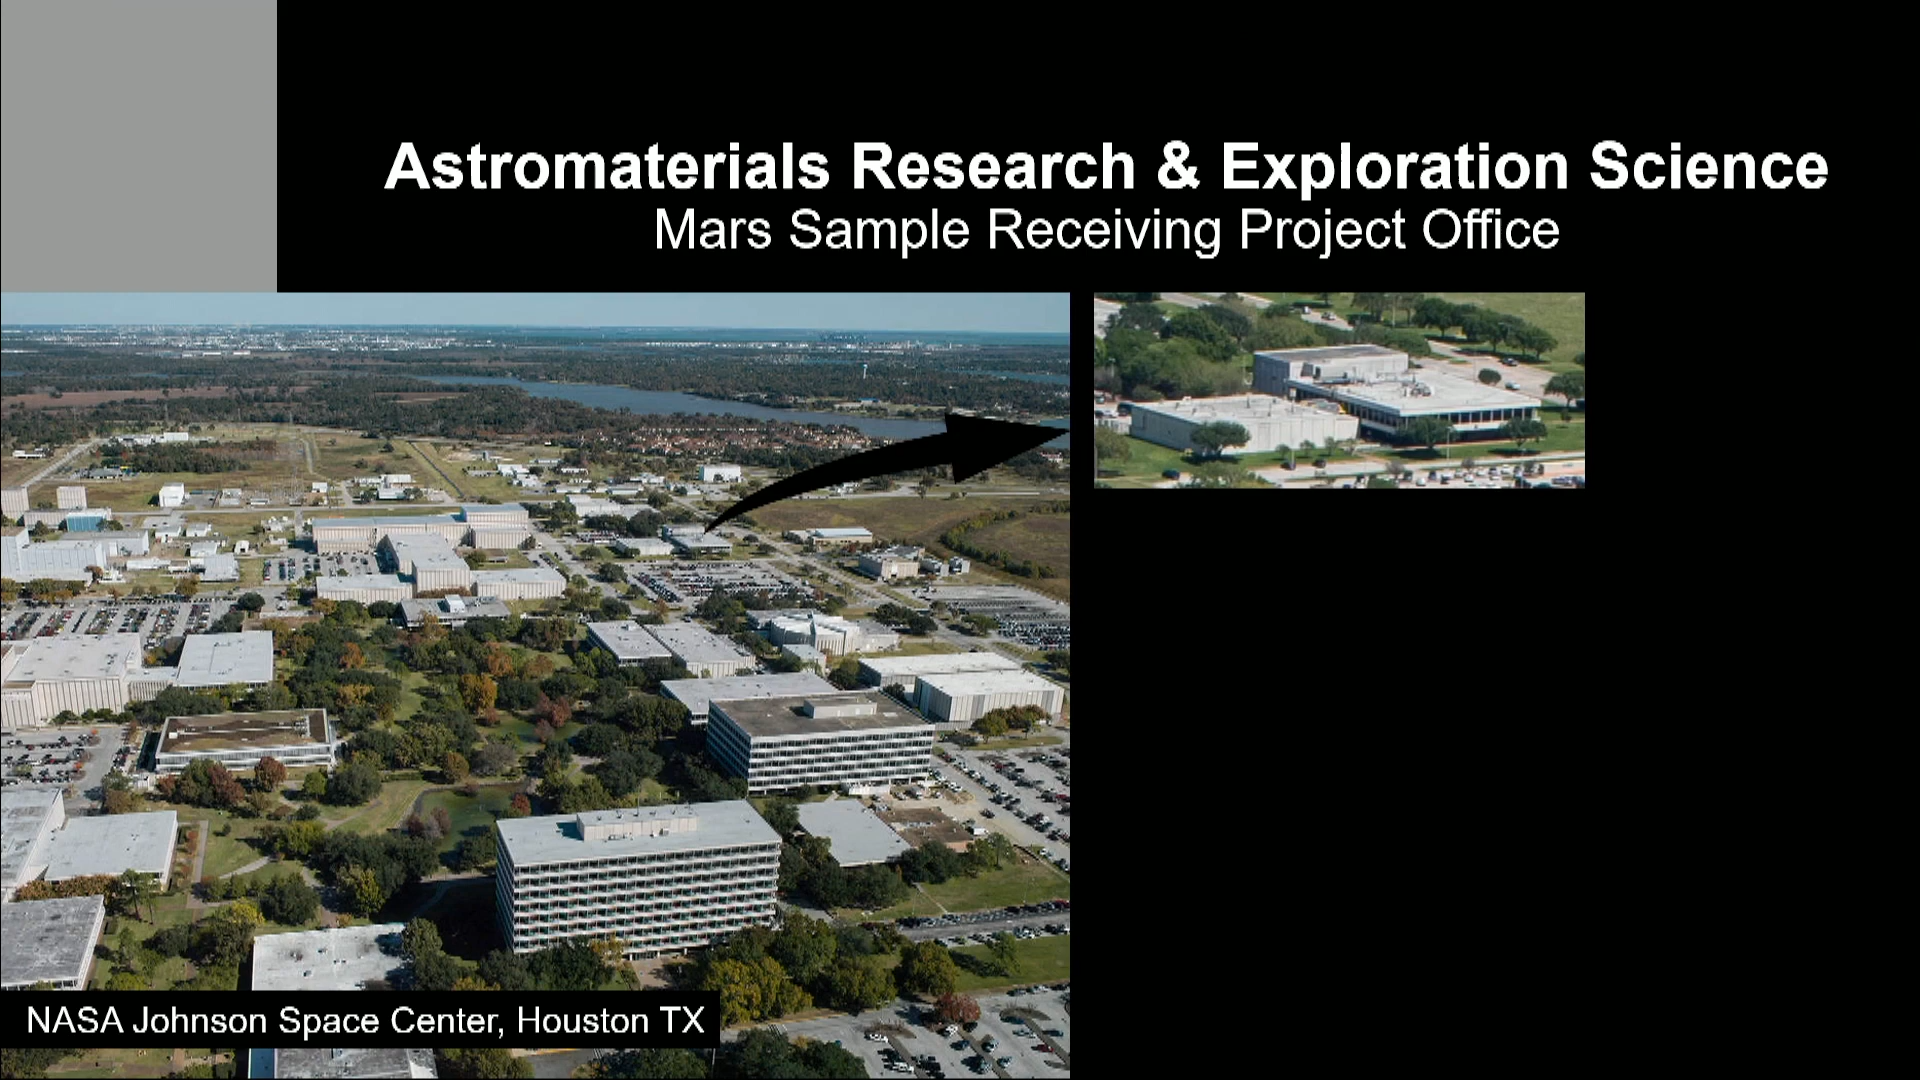 Astromaterials Research & Exploration Science
Mars Sample Receiving Project Office
NASA Johnson Space Center, Houston TX